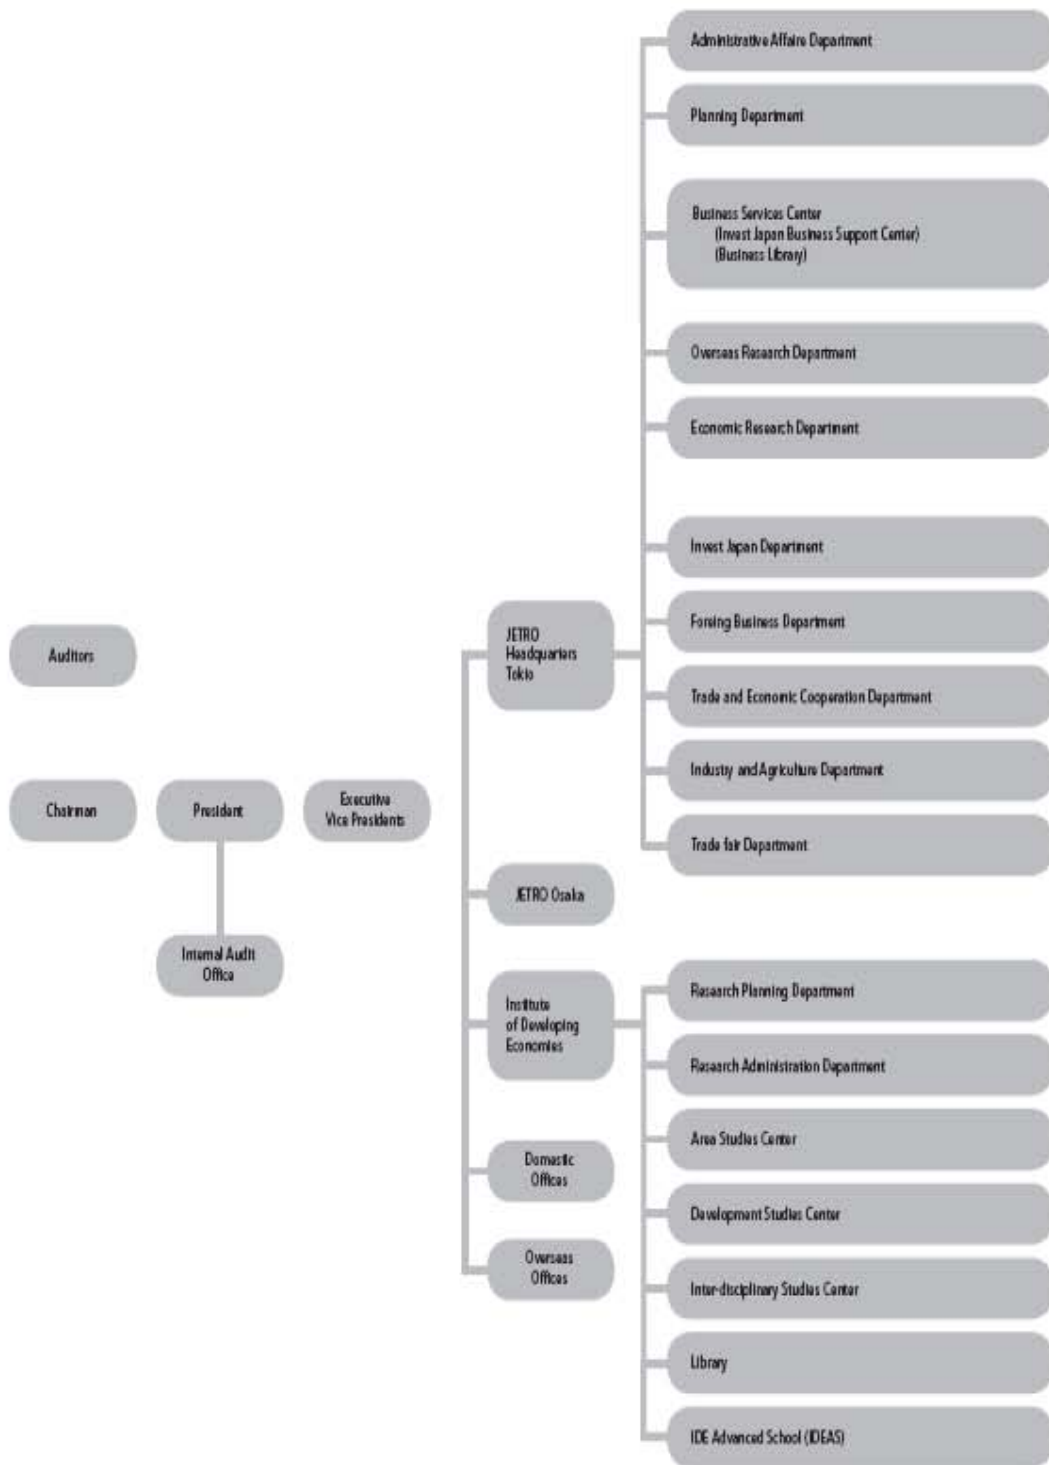 Administrative Affaire Department
Planning Department
Business Services Center
(Invest Japan Business Support Center)
(Business Library)
Overseas Research Department
Economic Research Department
Invest Japan Department
Foreing Business Department
Trade and Economic Cooperation Department
Industry and Agriculture Department
Trade fair Department
JETRO
Headquarters
Tokio
Auditors
Chairman
President
Executive
Vice Presidents
Internal Audit
Office
JETRO Osaka
Institute
of Developing
Economies
Domestic
Offices
Overseas
Offices
Research Planning Department
Research Administration Department
Area Studies Center
Development Studies Center
Inter-disciplinary Studies Center
Library
IDE Advanced School (IDEAS)